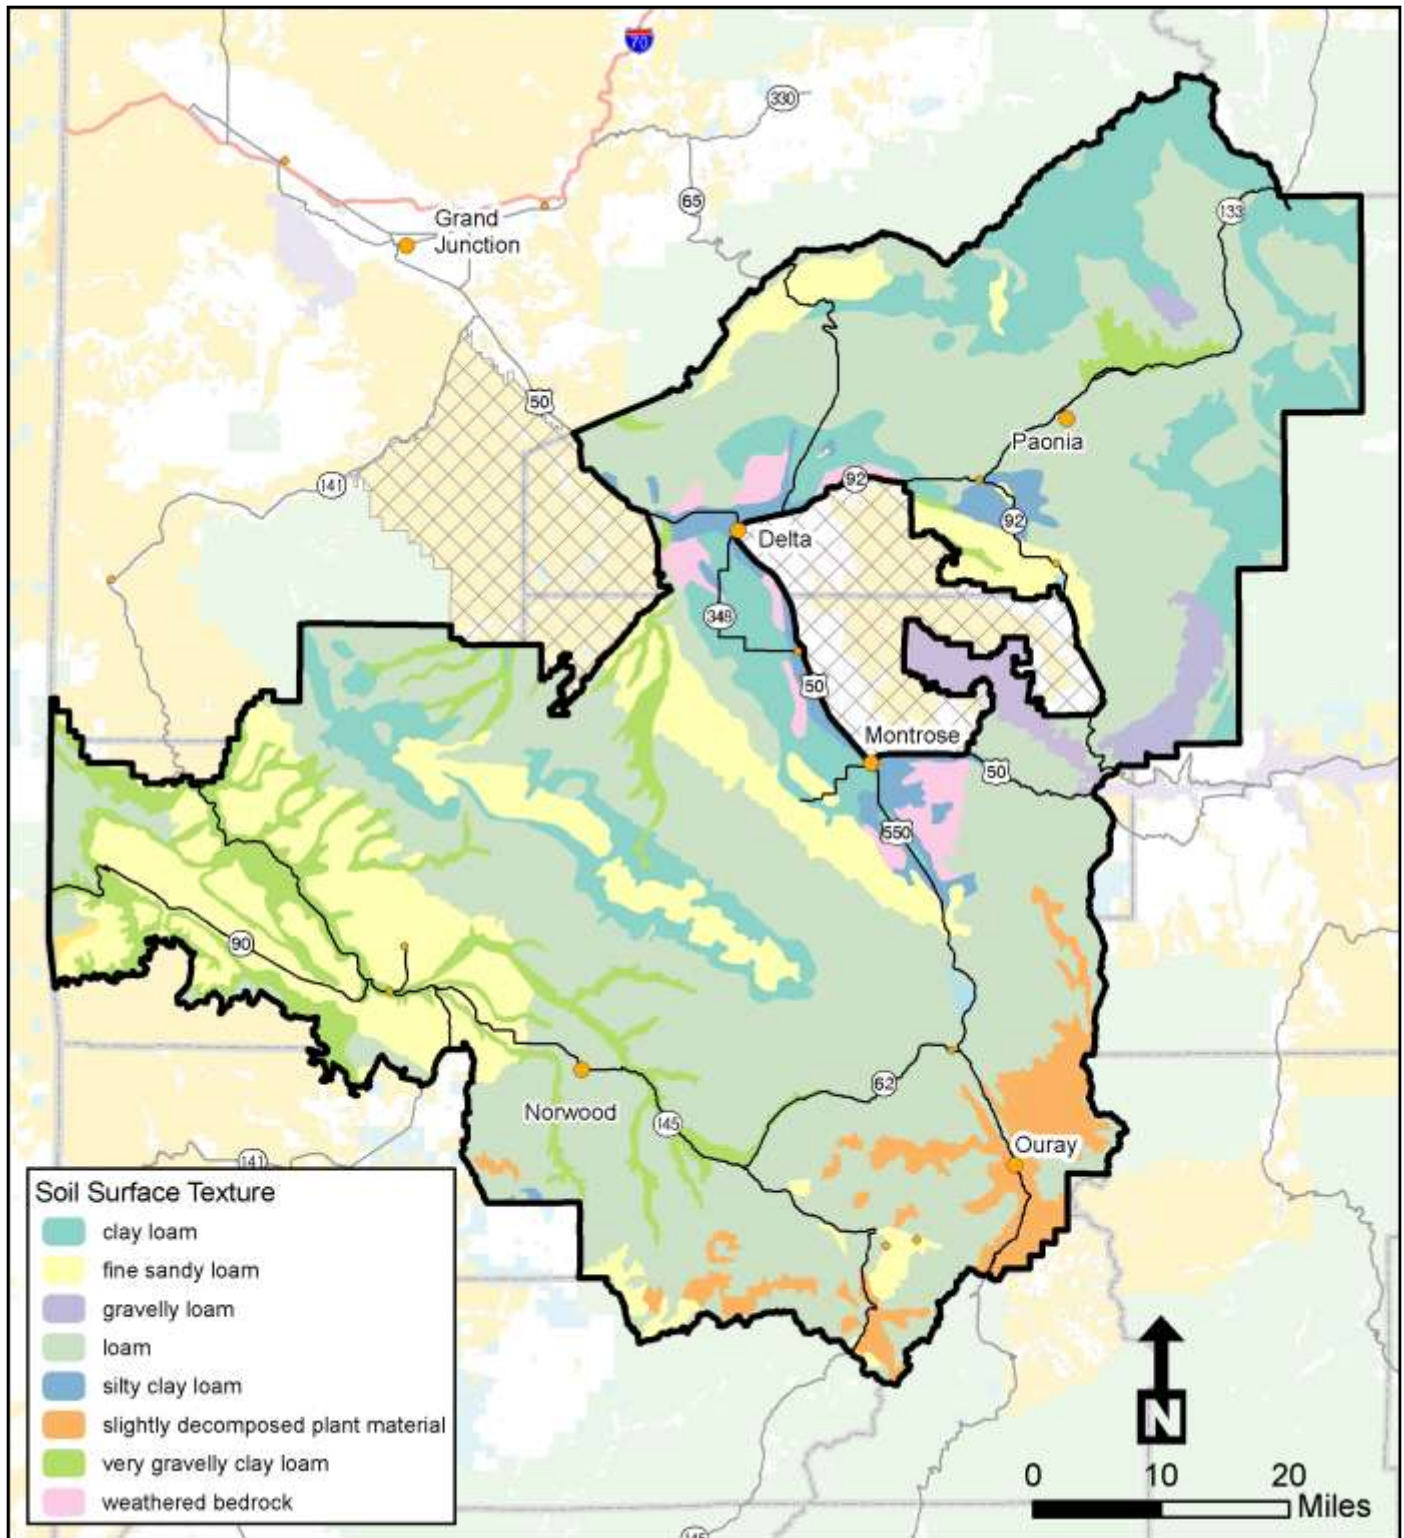 70
330
65
133
Grand
Junction
50
141
Paonia
92
92
Delta
348
50
Montrose
50
550
90
62
Norwood
145
Ouray
141
Soil Surface Texture
clay loam
fine sandy loam
gravelly loam
loam
silty clay loam
slightly decomposed plant material
very gravelly clay loam
weathered bedrock
N
0 10 20
Miles
145